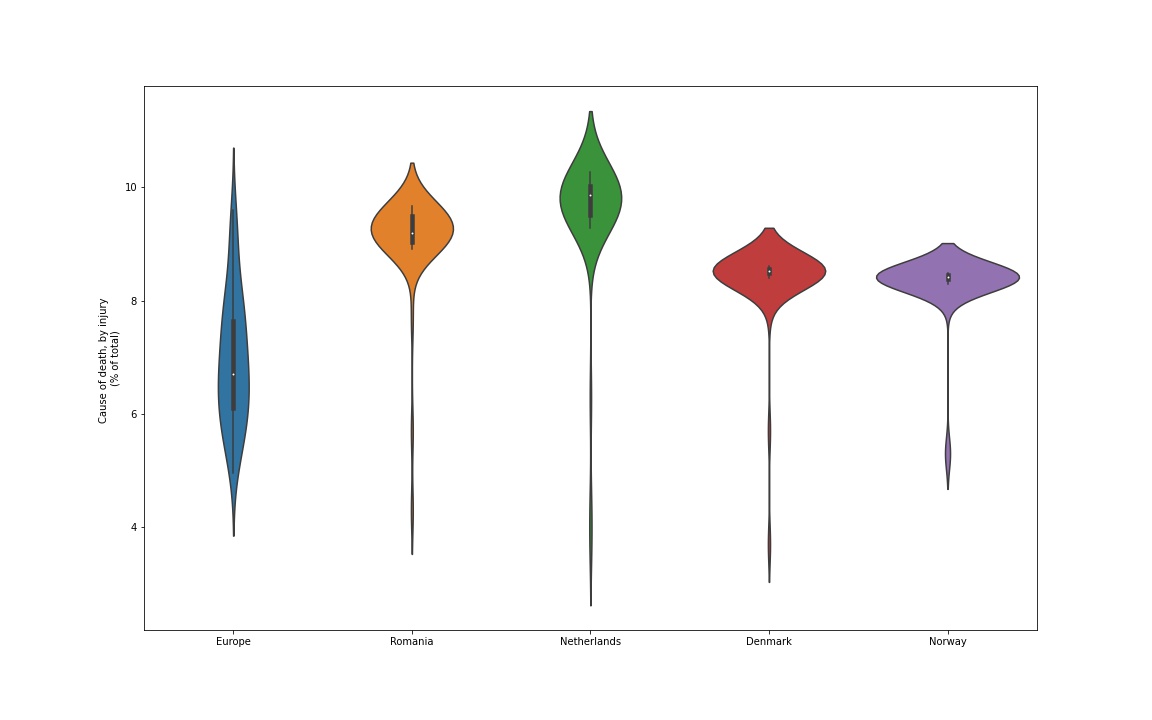 10
8
6
4
Cause of death, by injury
(% of total)
Europe
Romania
Netherlands
Denmark
Norway